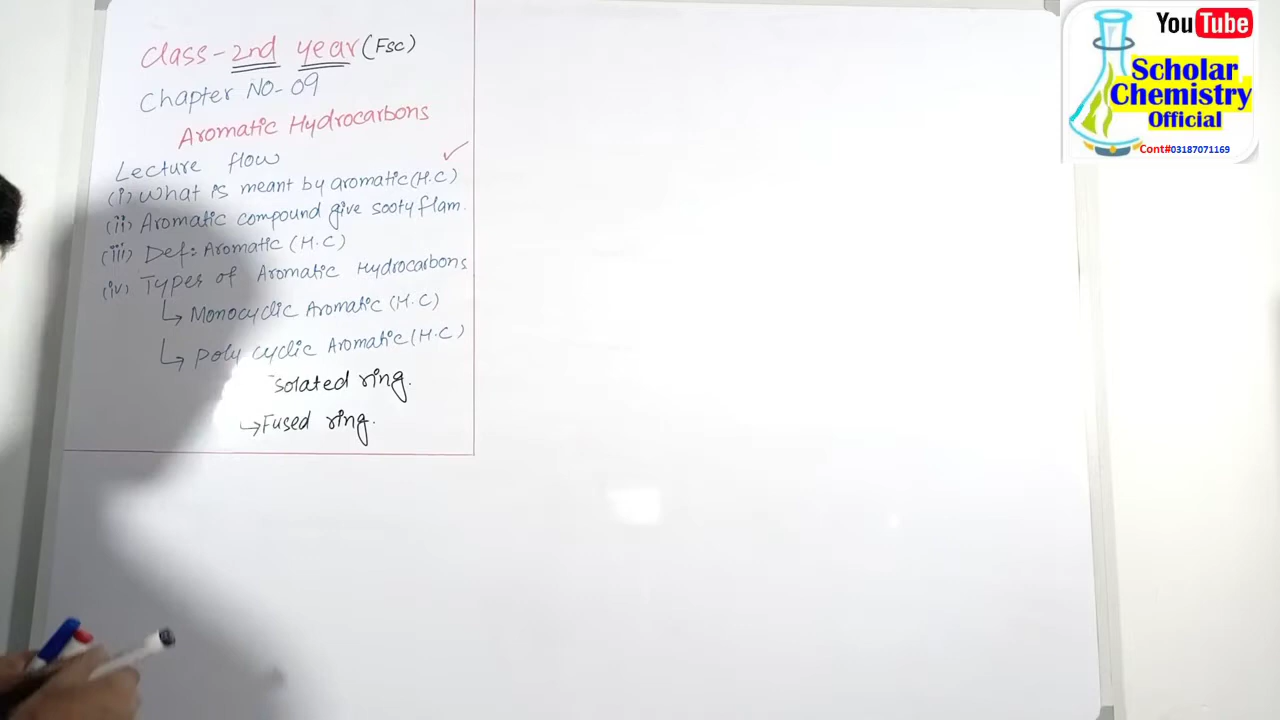 Class-2nd year (Fsc)
Chapter No-09
Aromatic Hydrocarbons
Lecture flow
(i) What is meant by aromatic (H.C)
(ii) Aromatic compound give sooty flam.
(iii) Def: Aromatic (H.C)
(iv) Types of Aromatic Hydrocarbons
↳ Monocyclic Aromatic (H.C)
↳ Poly cyclic Aromatic (H.C)
Isolated ring.
→Fused ring.
YouTube
Scholar
Chemistry
Official
Cont#03187071169